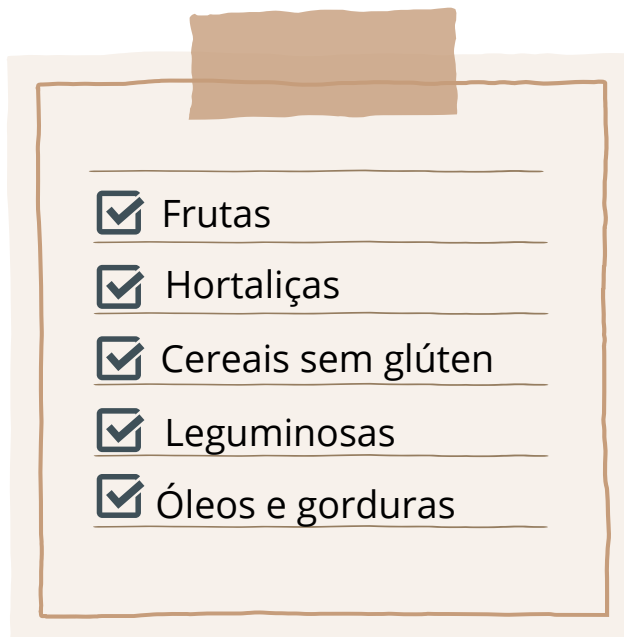 Frutas
Hortaliças
Cereais sem glúten
Leguminosas
Óleos e gorduras